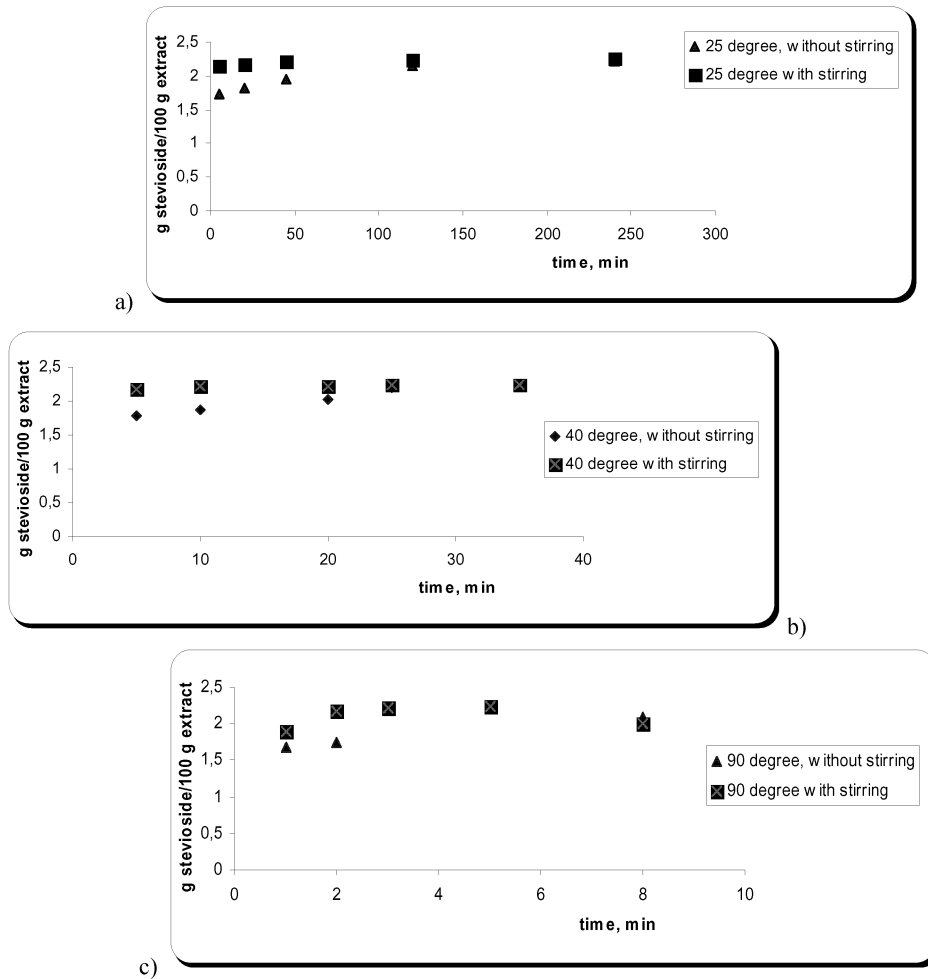 g stevioside/100 g extract
2,5
2
1,5
1
0,5
0
0 50 100 150 200 250 300
time, min
25 degree, without stirring
25 degree with stirring
a)
g stevioside/100 g extract
2,5
2
1,5
1
0,5
0
0 10 20 30 40
time, min
40 degree, without stirring
40 degree with stirring
b)
g stevioside/100 g extract
2,5
2
1,5
1
0,5
0
0 2 4 6 8 10
time, min
90 degree, without stirring
90 degree with stirring
c)